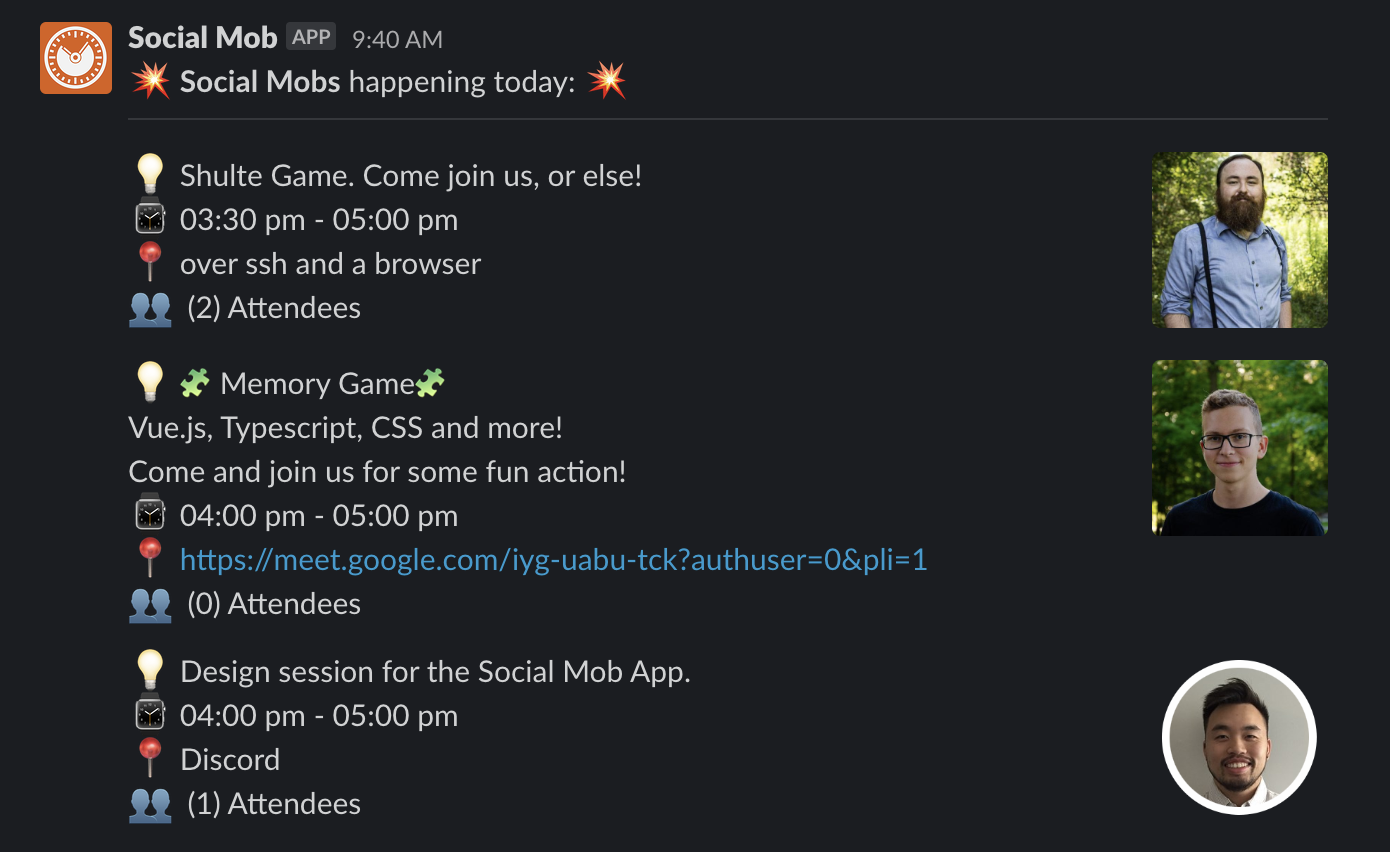 Social Mob APP 9:40 AM
💥 Social Mobs happening today: 💥
💡 Shulte Game. Come join us, or else!
⌚ 03:30 pm - 05:00 pm
📍 over ssh and a browser
👥 (2) Attendees
💡 🧩 Memory Game🧩
Vue.js, Typescript, CSS and more!
Come and join us for some fun action!
⌚ 04:00 pm - 05:00 pm
📍 https://meet.google.com/iyg-uabu-tck?authuser=0&pli=1
👥 (0) Attendees
💡 Design session for the Social Mob App.
⌚ 04:00 pm - 05:00 pm
📍 Discord
👥 (1) Attendees